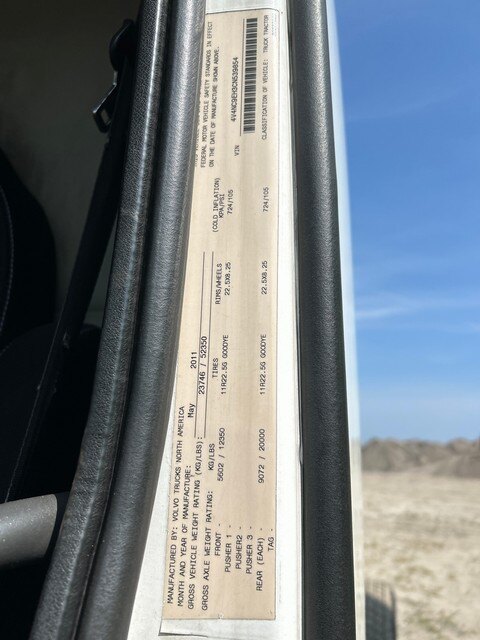 MANUFACTURED BY: VOLVO TRUCKS NORTH AMERICA
MONTH AND YEAR OF MANUFACTURE: May 2011
GROSS VEHICLE WEIGHT RATING (KG/LBS): 23746 / 52350
GROSS AXLE WEIGHT RATING: KG/LBS TIRES RIMS/WHEELS (COLD INFLATION) KPA/PSI
FRONT - 5602 / 12350 11R22.5G GOODYE 22.5X8.25 724/105
PUSHER 1 -
PUSHER2 -
PUSHER 3 -
REAR (EACH) - 9072 / 20000 11R22.5G GOODYE 22.5X8.25 724/105
TAG -
FEDERAL MOTOR VEHICLE SAFETY STANDARDS IN EFFECT
ON THE DATE OF MANUFACTURE SHOWN ABOVE.
VIN 4V4NC9EH3CN539054
CLASSIFICATION OF VEHICLE: TRUCK TRACTOR